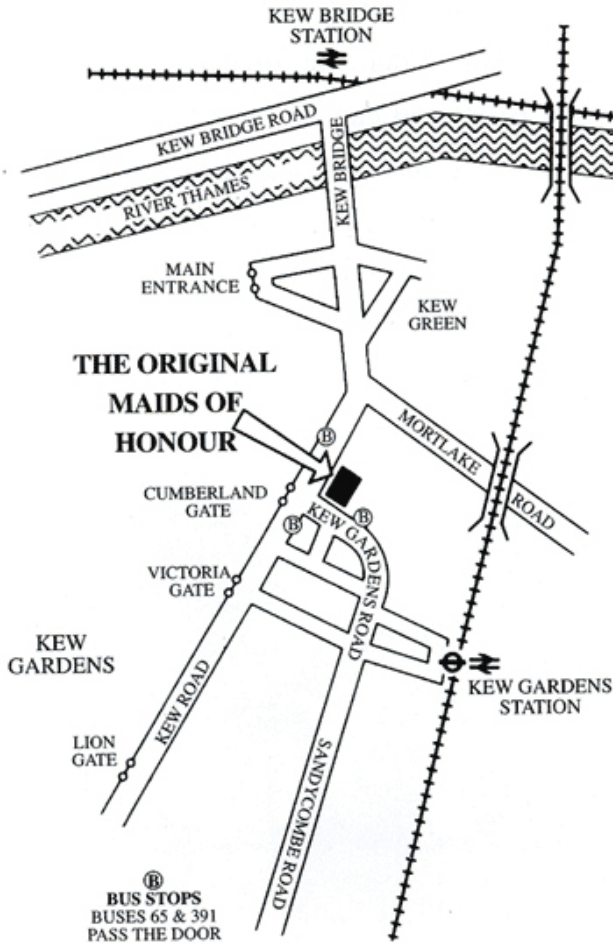 KEW BRIDGE
STATION
KEW BRIDGE ROAD
KEW BRIDGE
RIVER THAMES
MAIN
ENTRANCE
KEW
GREEN
THE ORIGINAL
MAIDS OF
HONOUR
MORTLAKE
ROAD
B
CUMBERLAND
GATE
B
B
KEW GARDENS ROAD
VICTORIA
GATE
KEW
GARDENS
KEW ROAD
KEW GARDENS
STATION
LION
GATE
SANDYCOMBE ROAD
B
BUS STOPS
BUSES 65 & 391
PASS THE DOOR